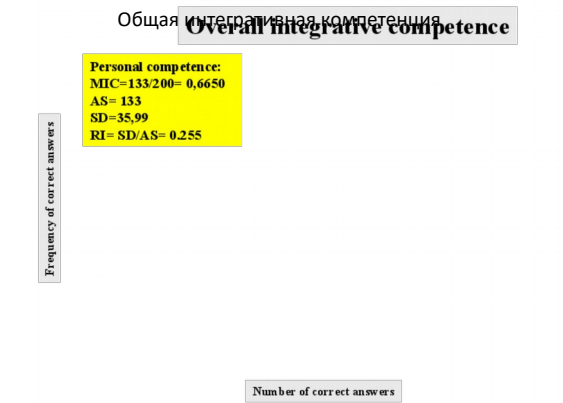 Общая интегративная компетенция
Overall integrative competence
Personal competence:
MIC=133/200= 0,6650
AS= 133
SD=35,99
RI= SD/AS= 0.255
Frequency of correct answers
Number of correct answers